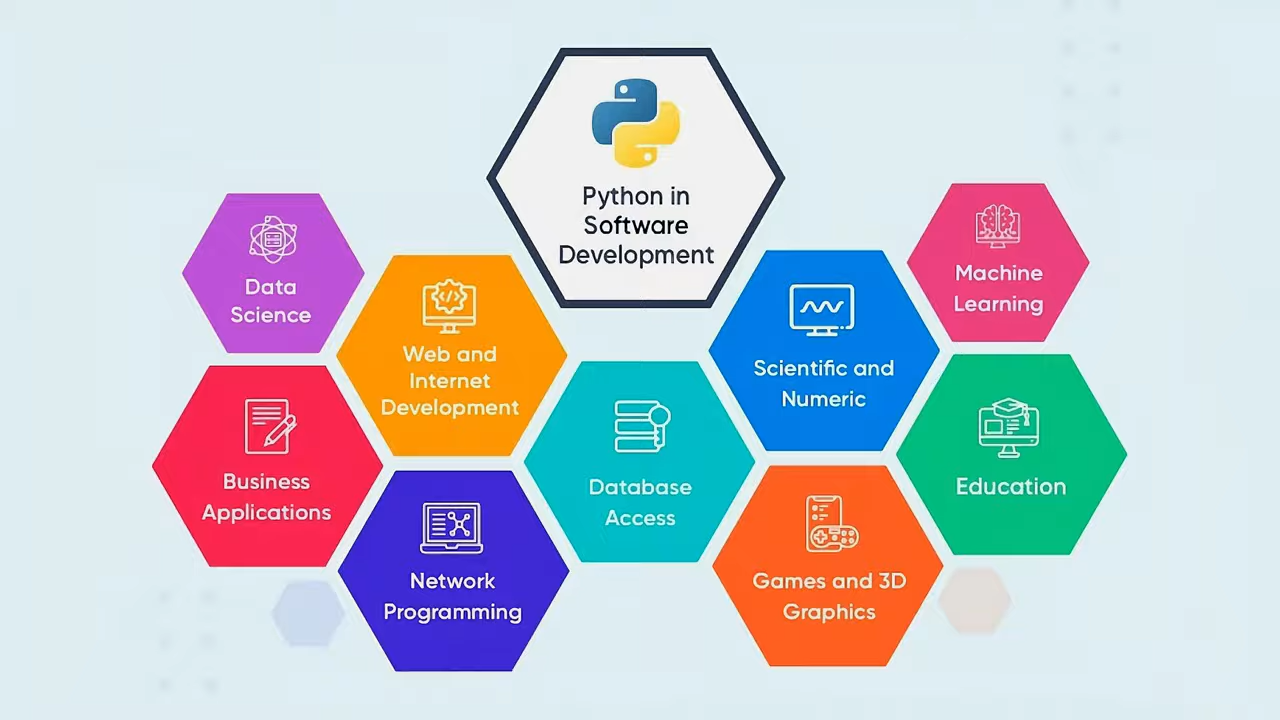 Python in
Software
Development
Data
Science
Web and
Internet
Development
Scientific and
Numeric
Machine
Learning
Business
Applications
Network
Programming
Database
Access
Games and 3D
Graphics
Education